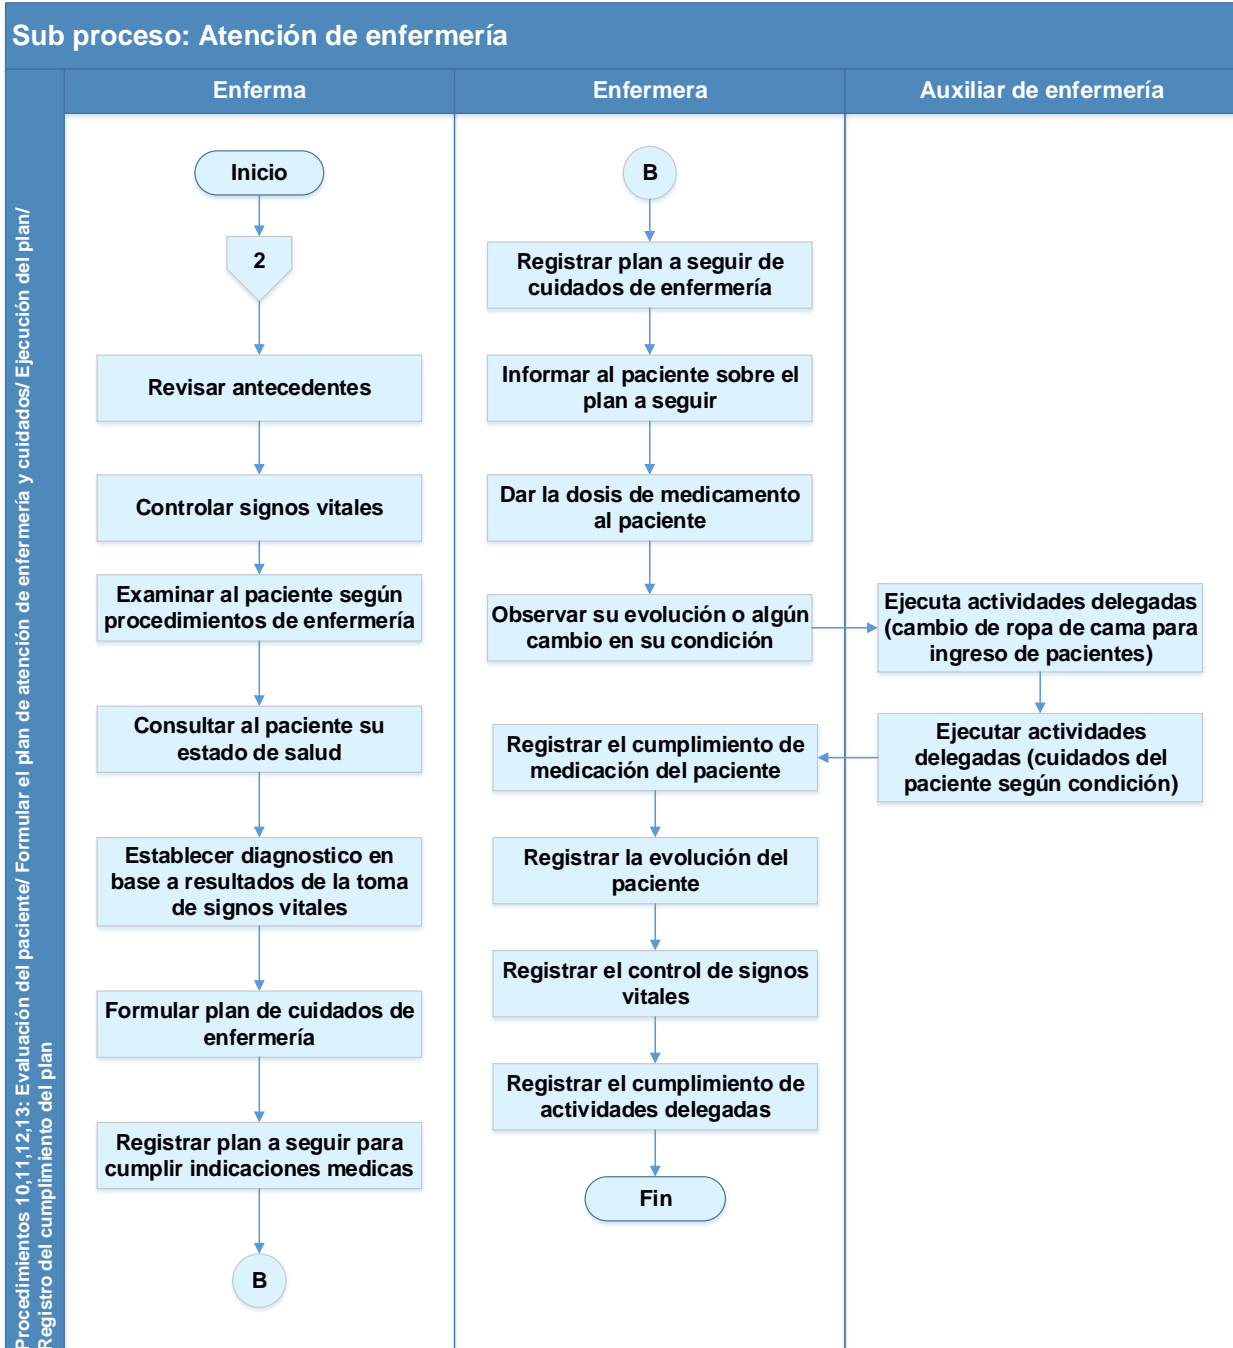 Sub proceso: Atención de enfermería
Procedimientos 10,11,12,13: Evaluación del paciente/ Formular el plan de atención de enfermería y cuidados/ Ejecución del plan/
Registro del cumplimiento del plan
Enferma
Inicio
2
Revisar antecedentes
Controlar signos vitales
Examinar al paciente según
procedimientos de enfermería
Consultar al paciente su
estado de salud
Establecer diagnostico en
base a resultados de la toma
de signos vitales
Formular plan de cuidados de
enfermería
Registrar plan a seguir para
cumplir indicaciones medicas
B
Enfermera
B
Registrar plan a seguir de
cuidados de enfermería
Informar al paciente sobre el
plan a seguir
Dar la dosis de medicamento
al paciente
Observar su evolución o algún
cambio en su condición
Registrar el cumplimiento de
medicación del paciente
Registrar la evolución del
paciente
Registrar el control de signos
vitales
Registrar el cumplimiento de
actividades delegadas
Fin
Auxiliar de enfermería
Ejecuta actividades delegadas
(cambio de ropa de cama para
ingreso de pacientes)
Ejecutar actividades
delegadas (cuidados del
paciente según condición)